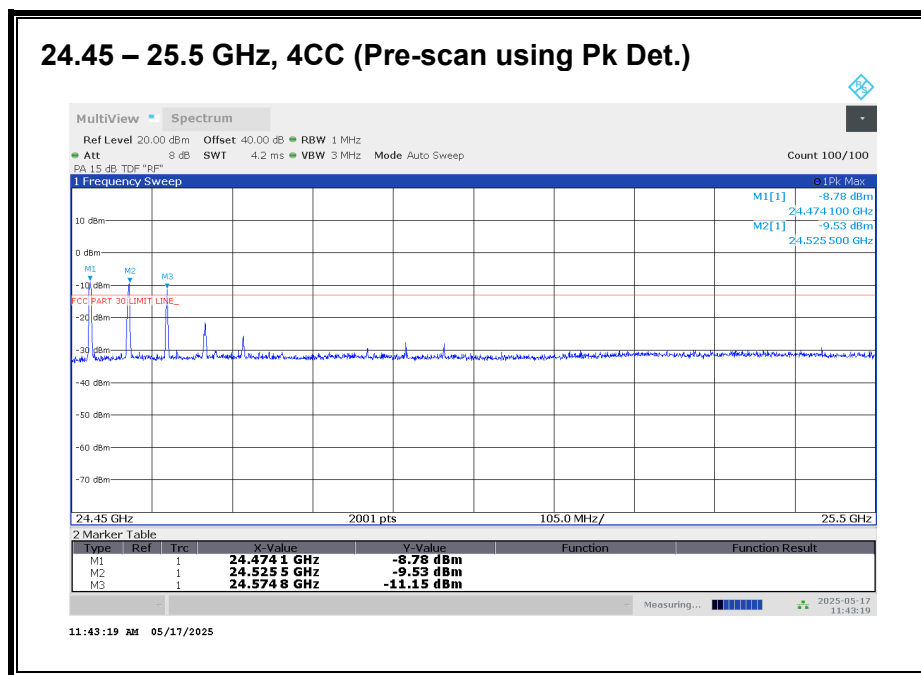 24.45 – 25.5 GHz, 4CC (Pre-scan using Pk Det.)
R&S
MultiView Spectrum
Ref Level 20.00 dBm Offset 40.00 dB RBW 1 MHz
Att 8 dB SWT 4.2 ms VBW 3 MHz Mode Auto Sweep Count 100/100
PA 15 dB TDF "RF"
1 Frequency Sweep 1Pk Max
M1[1] -8.78 dBm
24.474100 GHz
M2[1] -9.53 dBm
24.525500 GHz
10 dBm
0 dBm
M1 M2 M3
-10 dBm
FCC PART 30 LIMIT LINE_
-20 dBm
-30 dBm
-40 dBm
-50 dBm
-60 dBm
-70 dBm
24.45 GHz 2001 pts 105.0 MHz/ 25.5 GHz
2 Marker Table
Type Ref Trc X-Value Y-Value Function Function Result
M1 1 24.474 1 GHz -8.78 dBm
M2 1 24.525 5 GHz -9.53 dBm
M3 1 24.574 8 GHz -11.15 dBm
Measuring... 2025-05-17
11:43:19
11:43:19 AM 05/17/2025